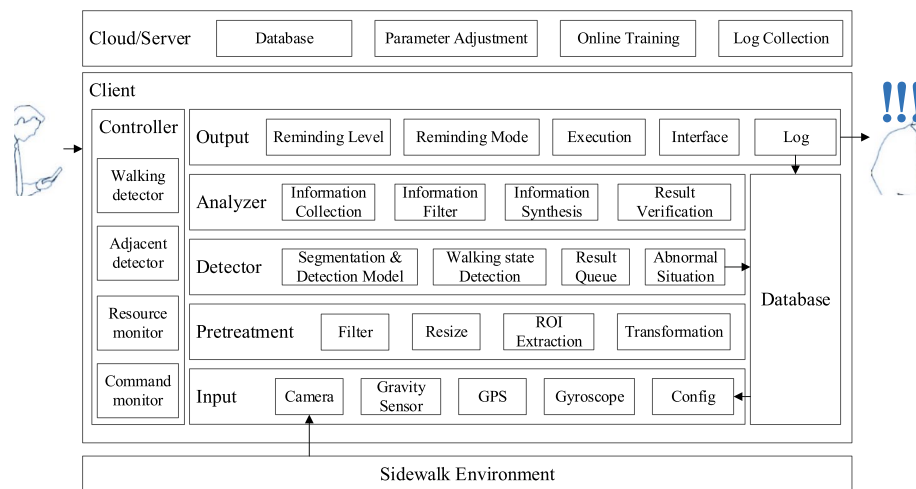 Cloud/Server
Database
Parameter Adjustment
Online Training
Log Collection
Client
Controller
Walking
detector
Adjacent
detector
Resource
monitor
Command
monitor
Output
Reminding Level
Reminding Mode
Execution
Interface
Log
!!!
Analyzer
Information
Collection
Information
Filter
Information
Synthesis
Result
Verification
Detector
Segmentation &
Detection Model
Walking state
Detection
Result
Queue
Abnormal
Situation
Pretreatment
Filter
Resize
ROI
Extraction
Transformation
Input
Camera
Gravity
Sensor
GPS
Gyroscope
Config
Database
Sidewalk Environment